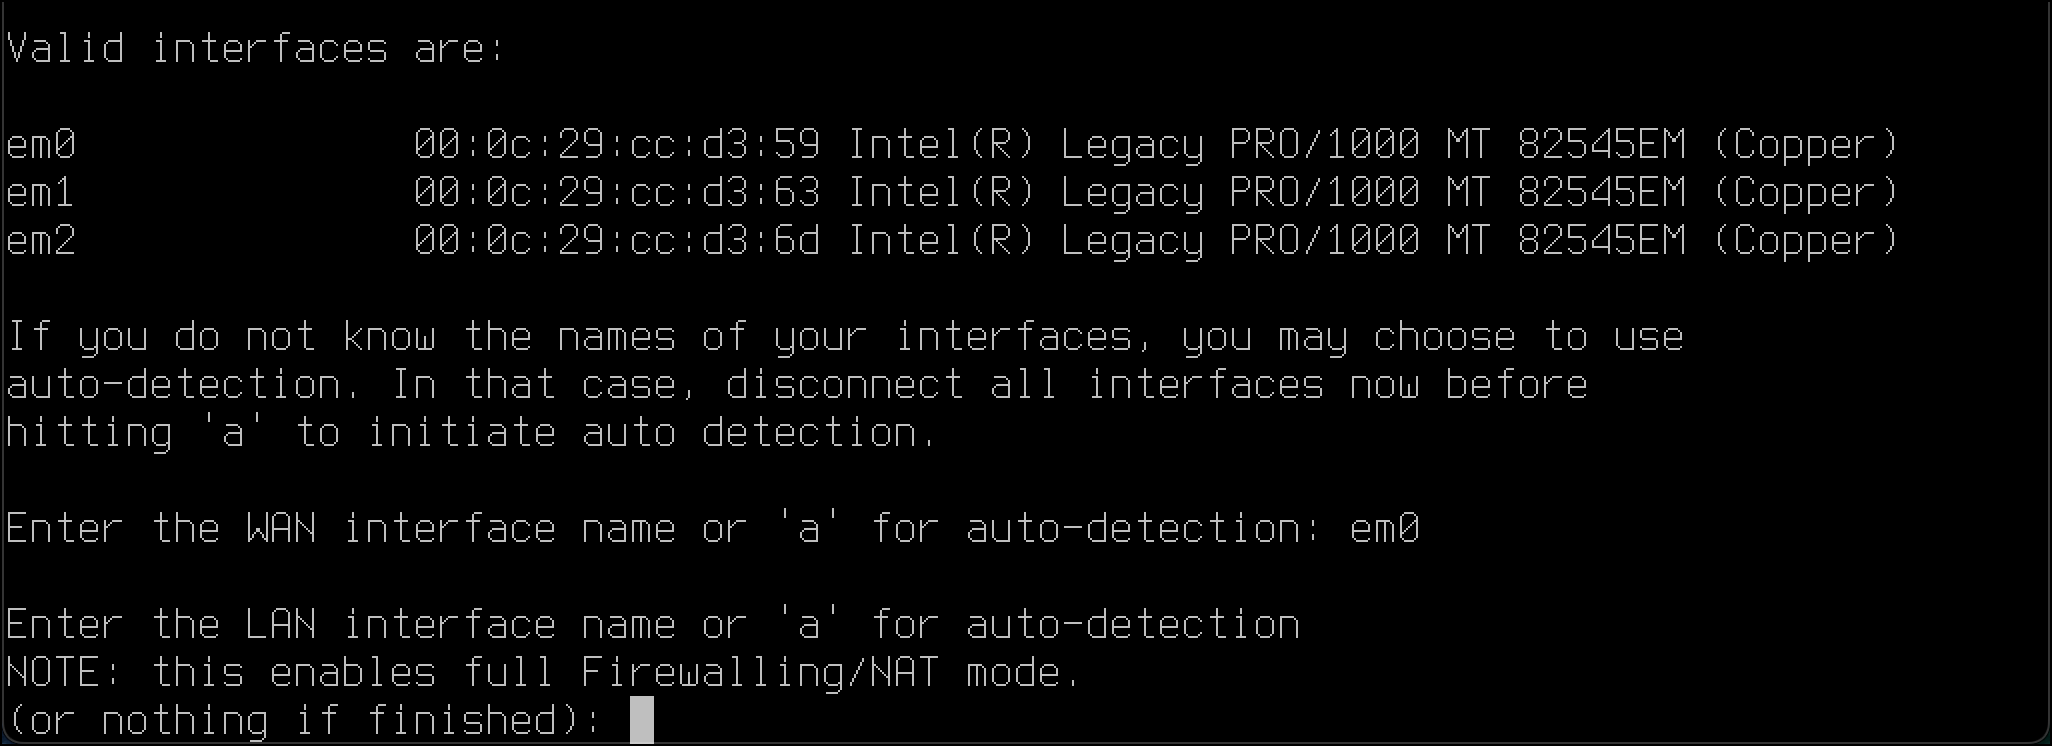 Valid interfaces are:
em0 00:0c:29:cc:d3:59 Intel(R) Legacy PRO/1000 MT 82545EM (Copper)
em1 00:0c:29:cc:d3:63 Intel(R) Legacy PRO/1000 MT 82545EM (Copper)
em2 00:0c:29:cc:d3:6d Intel(R) Legacy PRO/1000 MT 82545EM (Copper)
If you do not know the names of your interfaces, you may choose to use
auto-detection. In that case, disconnect all interfaces now before
hitting 'a' to initiate auto detection.
Enter the WAN interface name or 'a' for auto-detection: em0
Enter the LAN interface name or 'a' for auto-detection
NOTE: this enables full Firewalling/NAT mode.
(or nothing if finished):